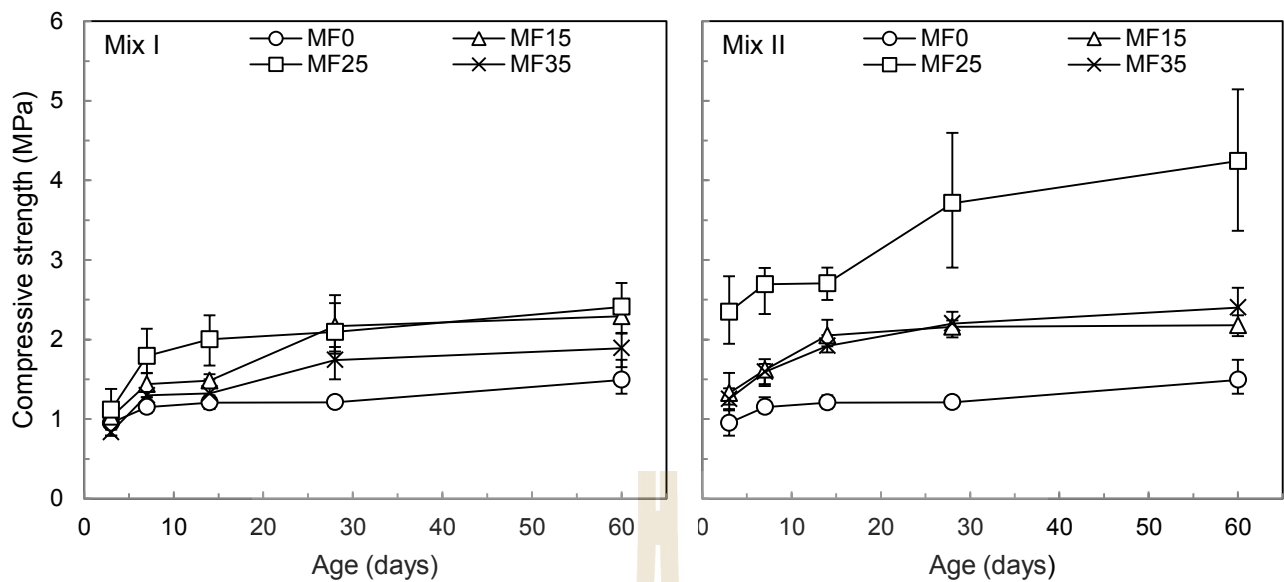 Mix I
MF0
MF15
MF25
MF35
Compressive strength (MPa)
6
5
4
3
2
1
0
0 10 20 30 40 50 60
Age (days)
Mix II
MF0
MF15
MF25
MF35
0 10 20 30 40 50 60
Age (days)